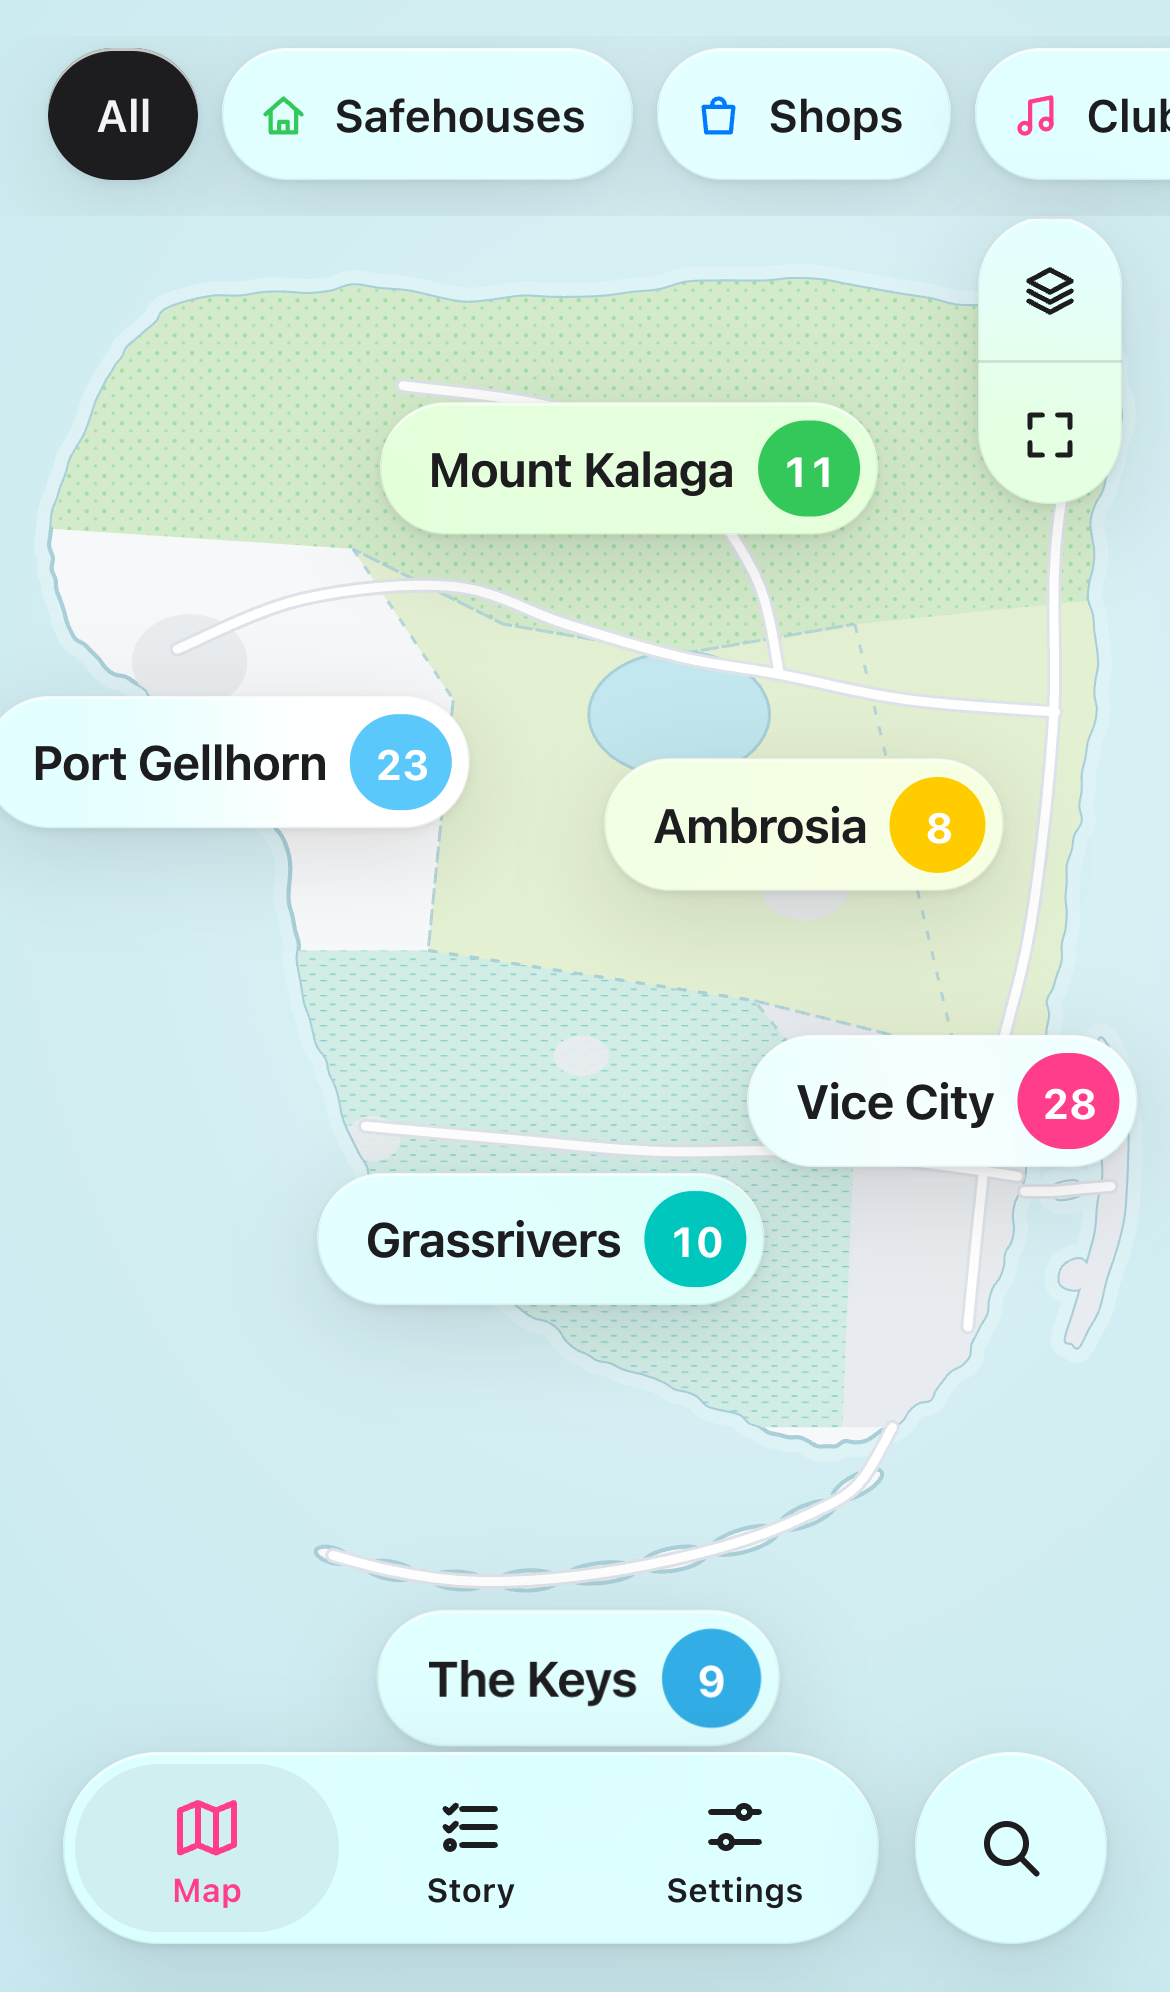 All
Safehouses
Shops
Club
Mount Kalaga 11
Port Gellhorn 23
Ambrosia 8
Vice City 28
Grassrivers 10
The Keys 9
Map
Story
Settings